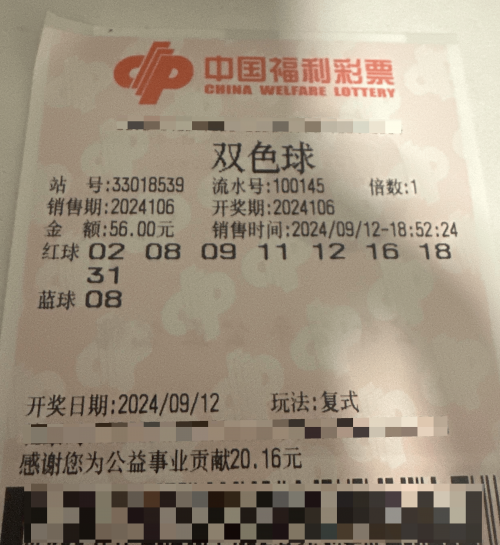 中国福利彩票
CHINA WELFARE LOTTERY
双色球
站 号:33018539 流水号:100145 倍数:1
销售期:2024106 开奖期:2024106
金 额:56.00元 销售时间:2024/09/12-18:52:24
红球 02 08 09 11 12 16 18
31
蓝球 08
开奖日期:2024/09/12 玩法:复式
感谢您为公益事业贡献20.16元